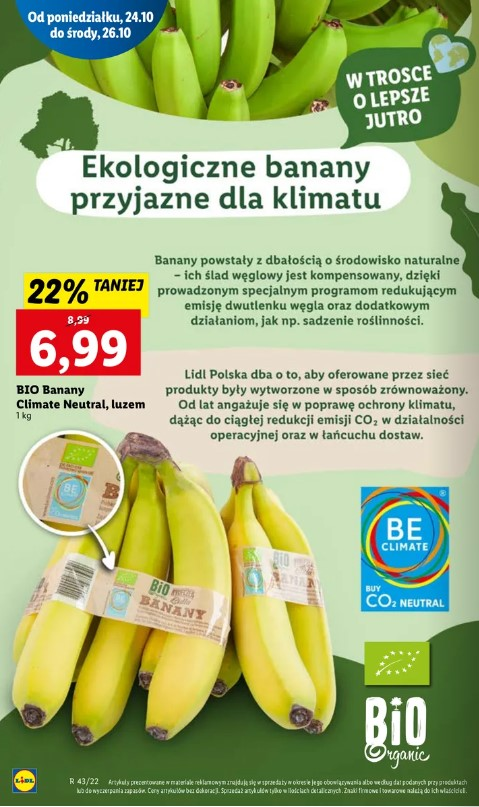 Od poniedziałku, 24.10
do środy, 26.10
W TROSCE
O LEPSZE
JUTRO
Ekologiczne banany
przyjazne dla klimatu
Banany powstały z dbałością o środowisko naturalne
– ich ślad węglowy jest kompensowany, dzięki
prowadzonym specjalnym programom redukującym
emisję dwutlenku węgla oraz dodatkowym
działaniom, jak np. sadzenie roślinności.
22% TANIEJ
8,99
6,99
BIO Banany
Climate Neutral, luzem
1 kg
Lidl Polska dba o to, aby oferowane przez sieć
produkty były wytworzone w sposób zrównoważony.
Od lat angażuje się w poprawę ochrony klimatu,
dążąc do ciągłej redukcji emisji CO₂ w działalności
operacyjnej oraz w łańcuchu dostaw.
BE
BIO
BANANY
BIO
BANANY
BE
CLIMATE
BUY
CO₂ NEUTRAL
BIO
Organic
LIDL
R 43/22
Artykuły prezentowane w materiale reklamowym znajdują się w sprzedaży w okresie jego obowiązywania albo według dat podanych przy produktach
lub do wyczerpania zapasów. Ceny artykułów bez dekoracji. Sprzedaż artykułów tylko w ilościach detalicznych. Znaki firmowe i towarowe należą do ich właścicieli.